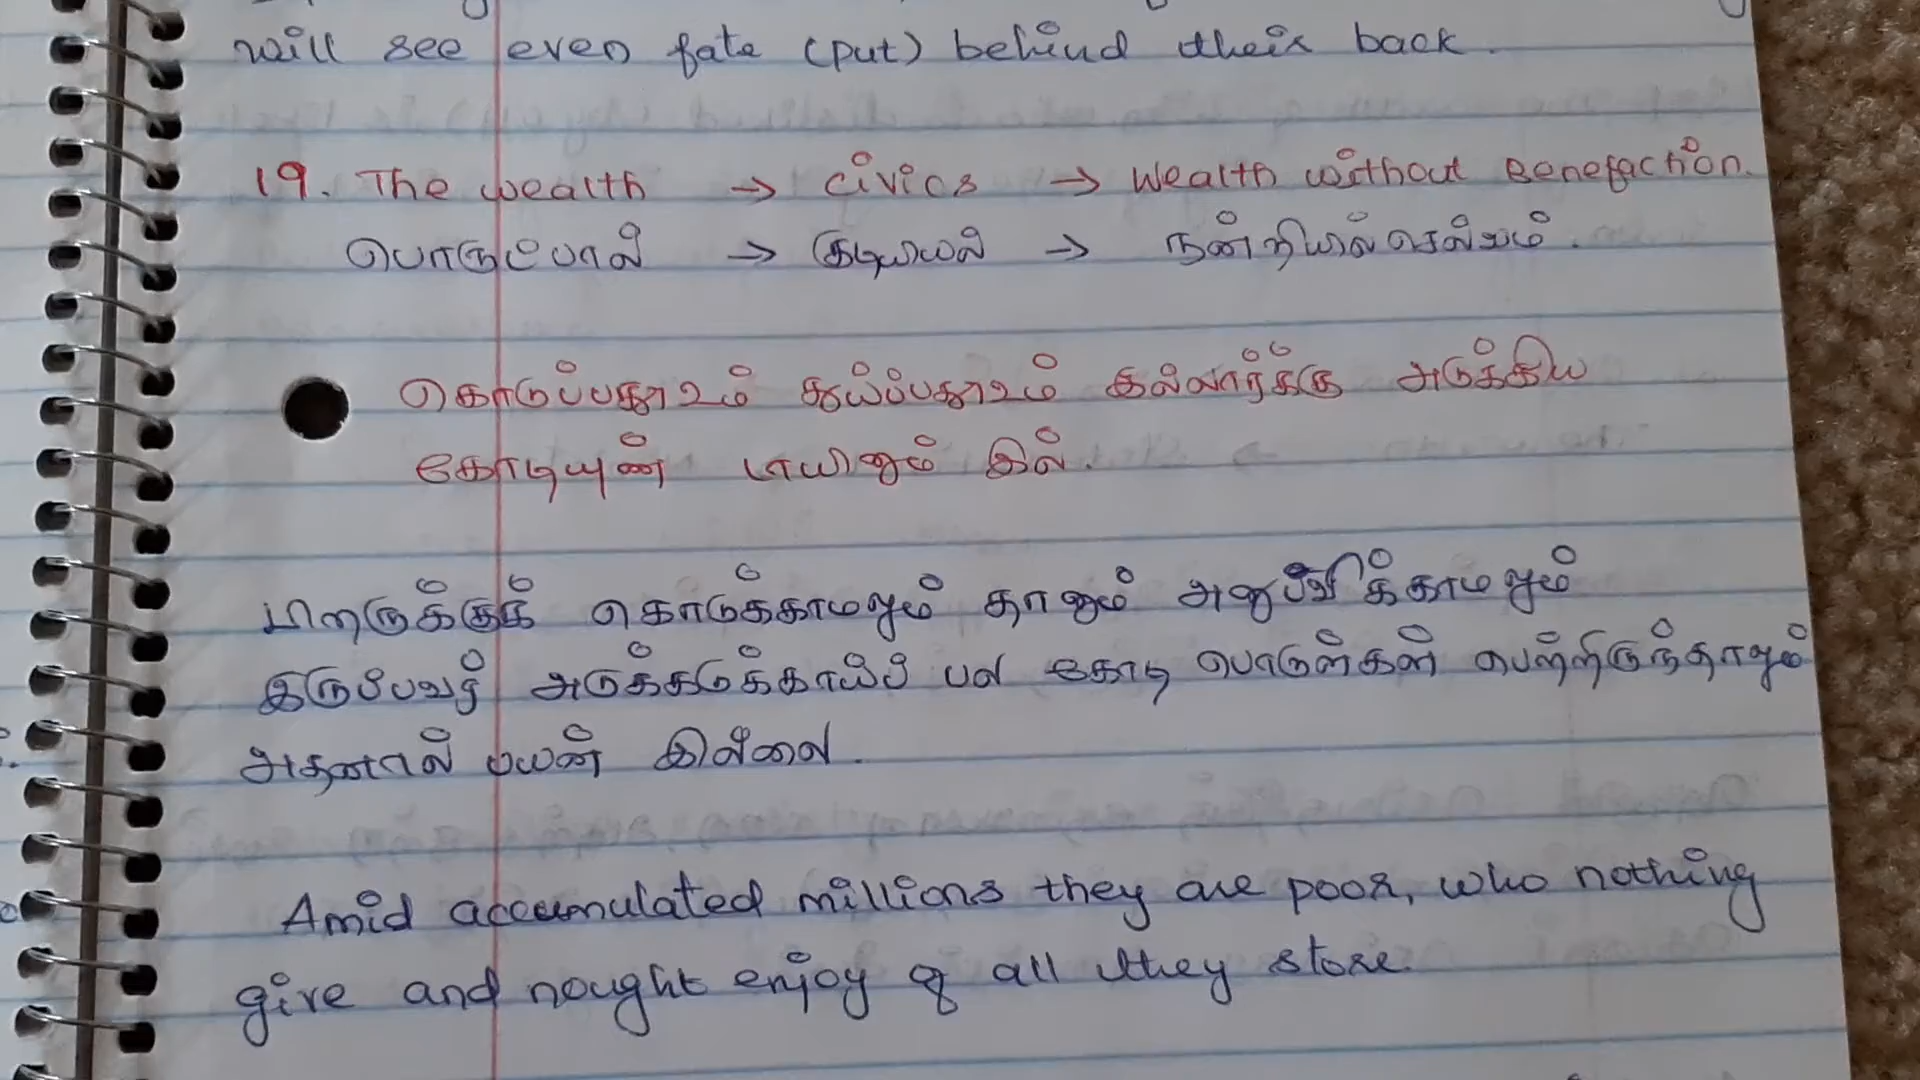 will see even fate (put) behind their back.
19. The wealth → civics → Wealth without Benefaction.
பொருட்பால் → குடியியல் → நன்றியில்செல்வம்.
கொடுப்பதூஉம் துய்ப்பதூஉம் இல்லார்க்கு அடுக்கிய
கோடியுண் டாயினும் இல்.
பிறருக்குக் கொடுக்காமலும் தானும் அனுபவிக்காமலும்
இருப்பவர் அடுக்கடுக்காய்ப் பல கோடி பொருள்கள் பெற்றிருந்தாலும்
அதனால் பயன் இல்லை.
Amid accumulated millions they are poor, who nothing
give and nought enjoy of all they store.